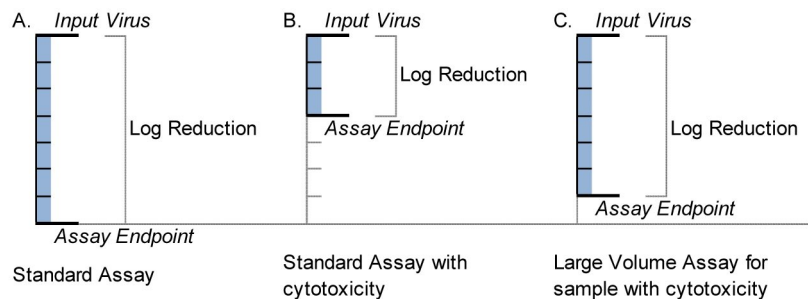 A.
Input Virus
Log Reduction
Assay Endpoint
Standard Assay
B.
Input Virus
Log Reduction
Assay Endpoint
Standard Assay with
cytotoxicity
C.
Input Virus
Log Reduction
Assay Endpoint
Large Volume Assay for
sample with cytotoxicity